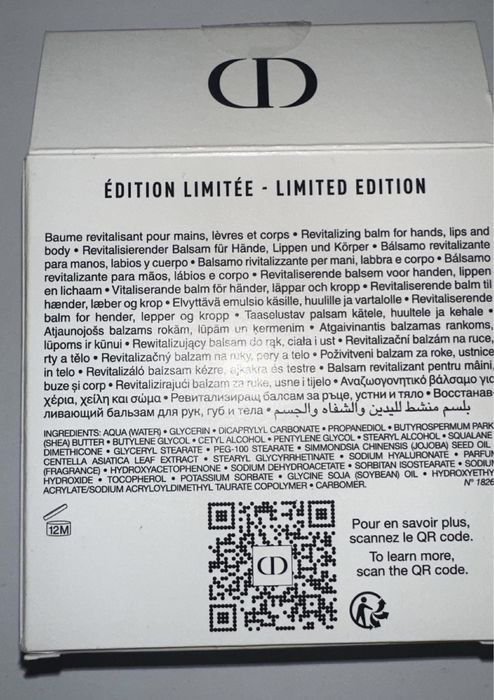 CD
ÉDITION LIMITÉE - LIMITED EDITION
Baume revitalisant pour mains, lèvres et corps • Revitalizing balm for hands, lips and
body • Revitalisierender Balsam für Hände, Lippen und Körper • Bálsamo revitalizante
para manos, labios y cuerpo • Balsamo rivitalizzante per mani, labbra e corpo • Bálsamo
revitalizante para mãos, lábios e corpo • Revitaliserende balsem voor handen, lippen
en lichaam • Vitaliserande balm för händer, läppar och kropp • Revitaliserende balm til
hænder, læber og krop • Elvyttävä emulsio käsille, huulille ja vartalolle • Revitaliserende
balm for hender, lepper og kropp • Taaselustav palsam kätele, huultele ja kehale •
Atjaunojošs balzams rokām, lūpām un ķermenim • Atgaivinantis balzamas rankoms,
lūpoms ir kūnui • Rewitalizujący balsam do rąk, ciała i ust • Revitalizační balzám na ruce,
rty a tělo • Revitalizačný balzam na ruky, pery a telo • Poživitveni balzam za roke, ustnice
in telo • Revitalizáló balzsam kézre, ajkakra és testre • Balsam revitalizant pentru mâini,
buze și corp • Revitalizirajući balzam za ruke, usne i tijelo • Αναζωογονητικό βάλσαμο για
χέρια, χείλη και σώμα • Ревитализиращ балсам за ръце, устни и тяло • Восстанав-
ливающий бальзам для рук, губ и тела • بلسم منشط لليدين والشفاه والجسم
INGREDIENTS: AQUA (WATER) • GLYCERIN • DICAPRYLYL CARBONATE • PROPANEDIOL • BUTYROSPERMUM PARK
(SHEA) BUTTER • BUTYLENE GLYCOL • CETYL ALCOHOL • PENTYLENE GLYCOL • STEARYL ALCOHOL • SQUALANE
DIMETHICONE • GLYCERYL STEARATE • PEG-100 STEARATE • SIMMONDSIA CHINENSIS (JOJOBA) SEED OIL
CENTELLA ASIATICA LEAF EXTRACT • STEARYL GLYCYRRHETINATE • SODIUM HYALURONATE • PARFUM
(FRAGRANCE) • HYDROXYACETOPHENONE • SODIUM DEHYDROACETATE • SORBITAN ISOSTEARATE • SODIUM
HYDROXIDE • TOCOPHEROL • POTASSIUM SORBATE • GLYCINE SOJA (SOYBEAN) OIL • HYDROXYETHY
ACRYLATE/SODIUM ACRYLOYLDIMETHYL TAURATE COPOLYMER • CARBOMER.
N° 1826
12M
Pour en savoir plus,
scannez le QR code.
To learn more,
scan the QR code.
CD